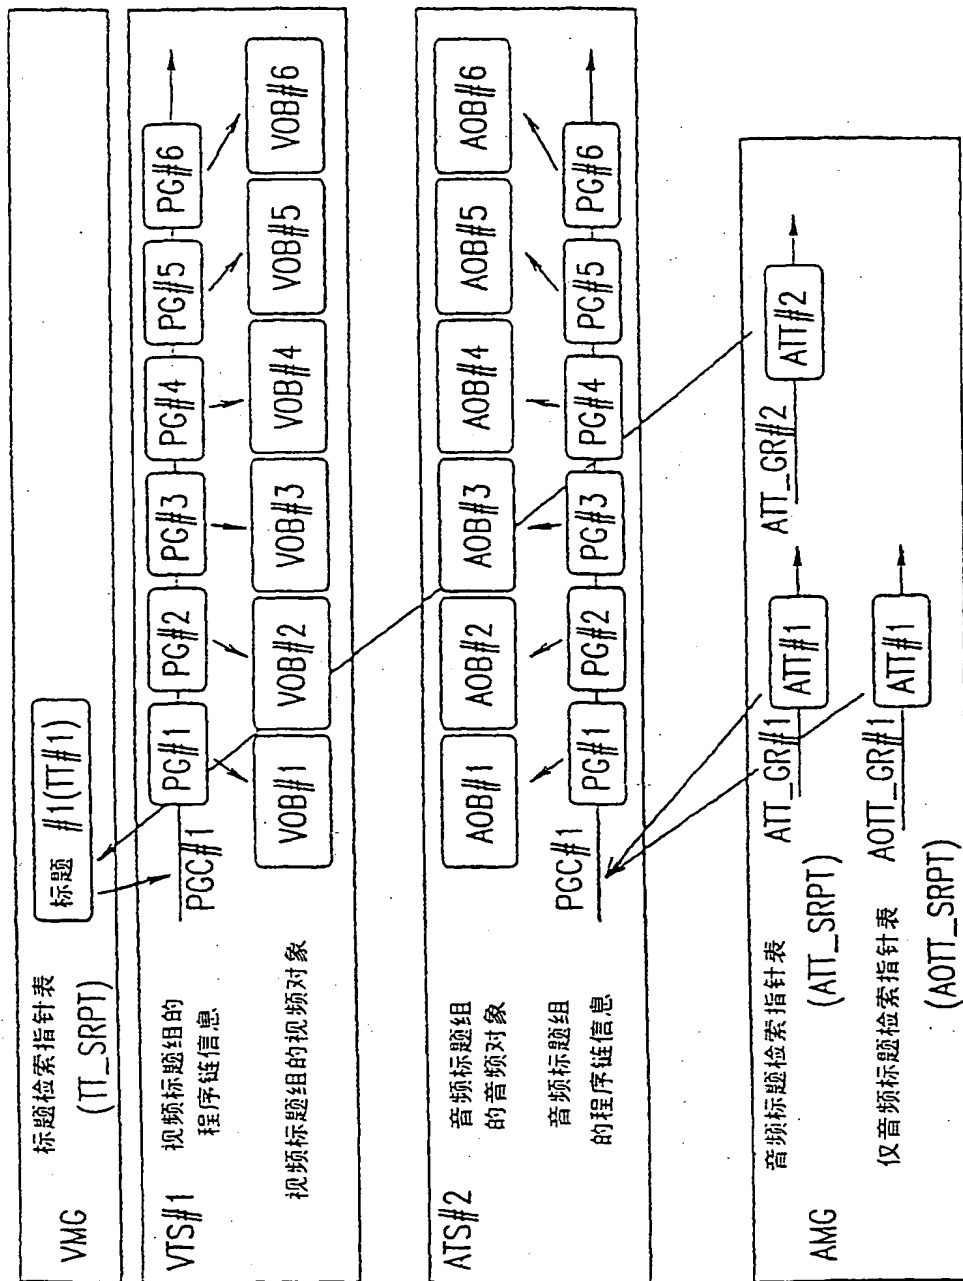 VMG
标题检索指针表
(TT_SRPT)
标题 #1(TT#1)
VTS#1
视频标题组的
程序链信息
PGC#1
PG#1
PG#2
PG#3
PG#4
PG#5
PG#6
视频标题组的视频对象
VOB#1
VOB#2
VOB#3
VOB#4
VOB#5
VOB#6
ATS#2
音频标题组
的音频对象
AOB#1
AOB#2
AOB#3
AOB#4
AOB#5
AOB#6
音频标题组
的程序链信息
PGC#1
PG#1
PG#2
PG#3
PG#4
PG#5
PG#6
AMG
音频标题检索指针表
(ATT_SRPT)
ATT_GR#1
ATT#1
ATT_GR#2
ATT#2
仅音频标题检索指针表
(AOTT_SRPT)
AOTT_GR#1
ATT#1